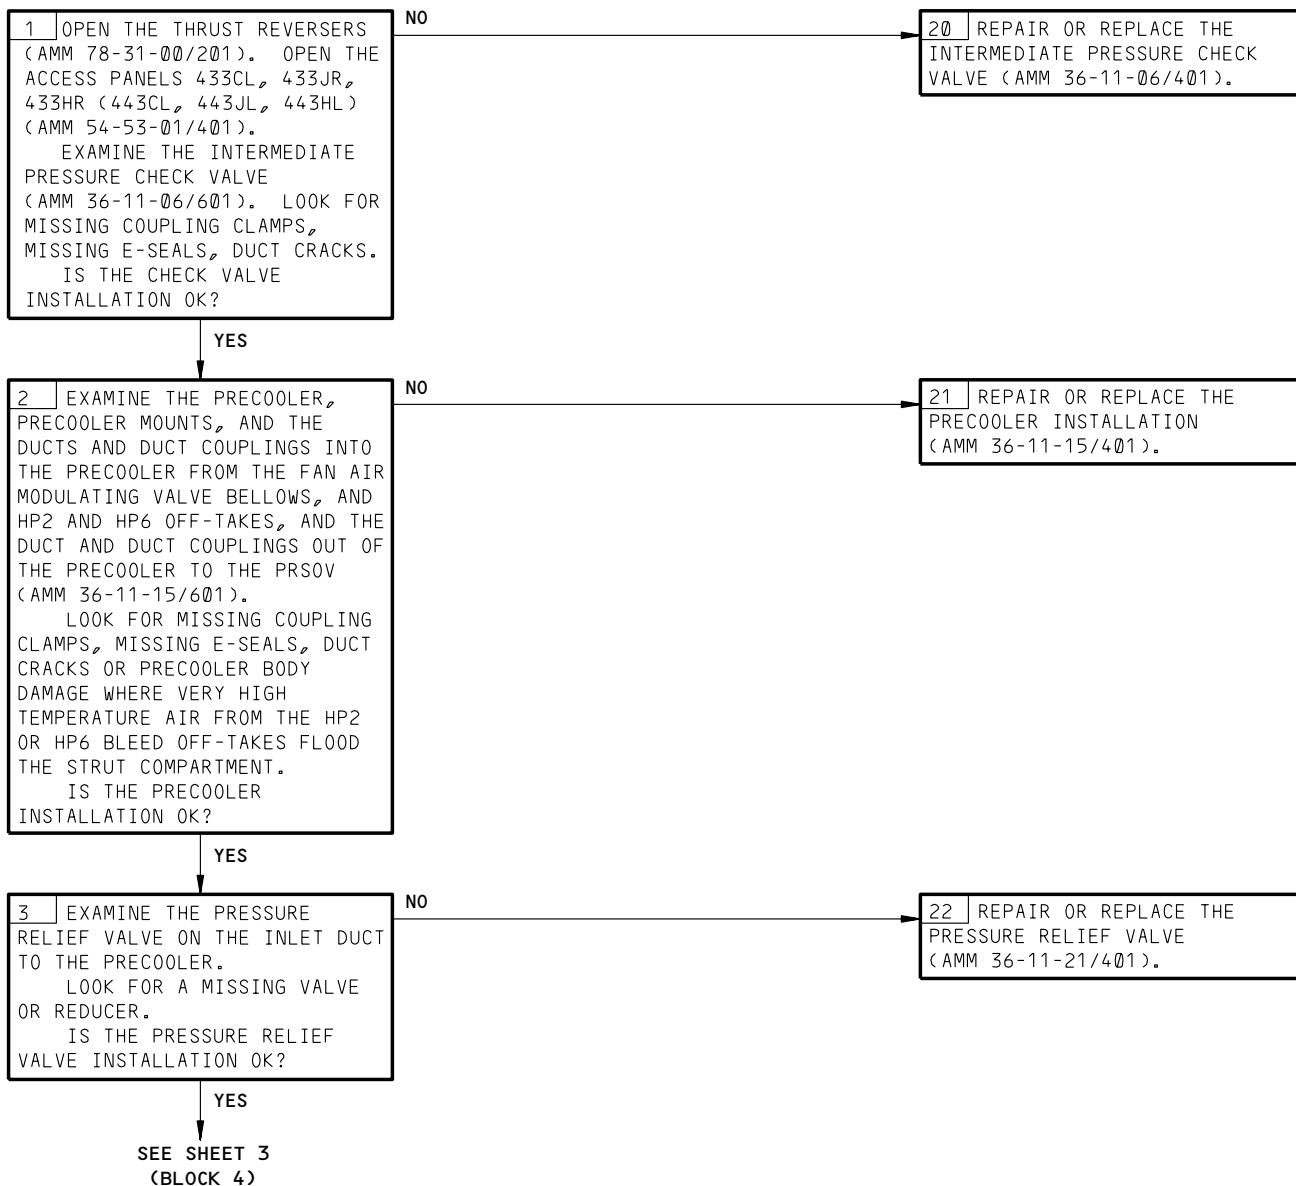 1 OPEN THE THRUST REVERSERS
(AMM 78-31-00/201). OPEN THE
ACCESS PANELS 433CL, 433JR,
433HR (443CL, 443JL, 443HL)
(AMM 54-53-01/401).
EXAMINE THE INTERMEDIATE
PRESSURE CHECK VALVE
(AMM 36-11-06/601). LOOK FOR
MISSING COUPLING CLAMPS,
MISSING E-SEALS, DUCT CRACKS.
IS THE CHECK VALVE
INSTALLATION OK?
NO
20 REPAIR OR REPLACE THE
INTERMEDIATE PRESSURE CHECK
VALVE (AMM 36-11-06/401).
YES
2 EXAMINE THE PRECOOLER,
PRECOOLER MOUNTS, AND THE
DUCTS AND DUCT COUPLINGS INTO
THE PRECOOLER FROM THE FAN AIR
MODULATING VALVE BELLOWS, AND
HP2 AND HP6 OFF-TAKES, AND THE
DUCT AND DUCT COUPLINGS OUT OF
THE PRECOOLER TO THE PRSOV
(AMM 36-11-15/601).
LOOK FOR MISSING COUPLING
CLAMPS, MISSING E-SEALS, DUCT
CRACKS OR PRECOOLER BODY
DAMAGE WHERE VERY HIGH
TEMPERATURE AIR FROM THE HP2
OR HP6 BLEED OFF-TAKES FLOOD
THE STRUT COMPARTMENT.
IS THE PRECOOLER
INSTALLATION OK?
NO
21 REPAIR OR REPLACE THE
PRECOOLER INSTALLATION
(AMM 36-11-15/401).
YES
3 EXAMINE THE PRESSURE
RELIEF VALVE ON THE INLET DUCT
TO THE PRECOOLER.
LOOK FOR A MISSING VALVE
OR REDUCER.
IS THE PRESSURE RELIEF
VALVE INSTALLATION OK?
NO
22 REPAIR OR REPLACE THE
PRESSURE RELIEF VALVE
(AMM 36-11-21/401).
YES
SEE SHEET 3
(BLOCK 4)